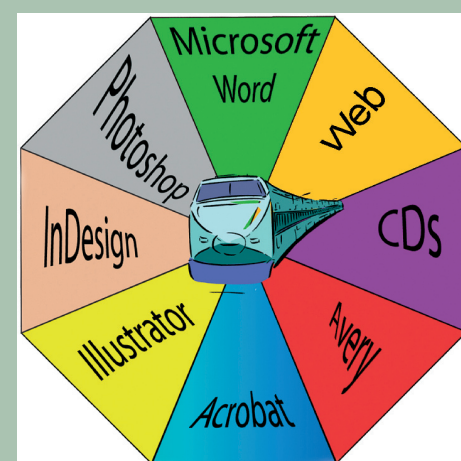 Microsoft
Word
Web
CDs
Avery
Acrobat
Illustrator
InDesign
Photoshop